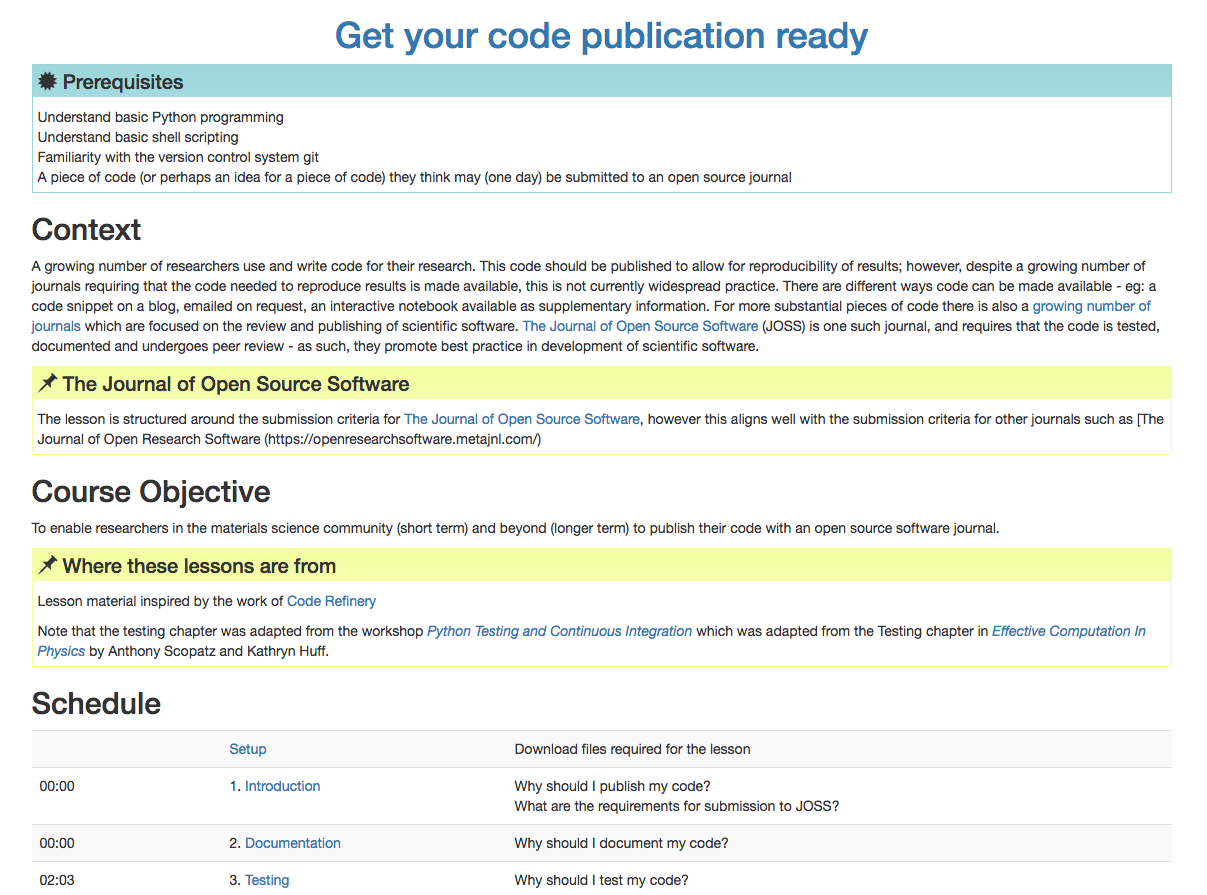 Get your code publication ready
Prerequisites
Understand basic Python programming
Understand basic shell scripting
Familiarity with the version control system git
A piece of code (or perhaps an idea for a piece of code) they think may (one day) be submitted to an open source journal
Context
A growing number of researchers use and write code for their research. This code should be published to allow for reproducibility of results; however, despite a growing number of
journals requiring that the code needed to reproduce results is made available, this is not currently widespread practice. There are different ways code can be made available - eg: a
code snippet on a blog, emailed on request, an interactive notebook available as supplementary information. For more substantial pieces of code there is also a growing number of
journals which are focused on the review and publishing of scientific software. The Journal of Open Source Software (JOSS) is one such journal, and requires that the code is tested,
documented and undergoes peer review - as such, they promote best practice in development of scientific software.
The Journal of Open Source Software
The lesson is structured around the submission criteria for The Journal of Open Source Software, however this aligns well with the submission criteria for other journals such as [The
Journal of Open Research Software (https://openresearchsoftware.metajnl.com/)
Course Objective
To enable researchers in the materials science community (short term) and beyond (longer term) to publish their code with an open source software journal.
Where these lessons are from
Lesson material inspired by the work of Code Refinery
Note that the testing chapter was adapted from the workshop Python Testing and Continuous Integration which was adapted from the Testing chapter in Effective Computation In
Physics by Anthony Scopatz and Kathryn Huff.
Schedule
Setup Download files required for the lesson
00:00 1. Introduction Why should I publish my code?
What are the requirements for submission to JOSS?
00:00 2. Documentation Why should I document my code?
02:03 3. Testing Why should I test my code?